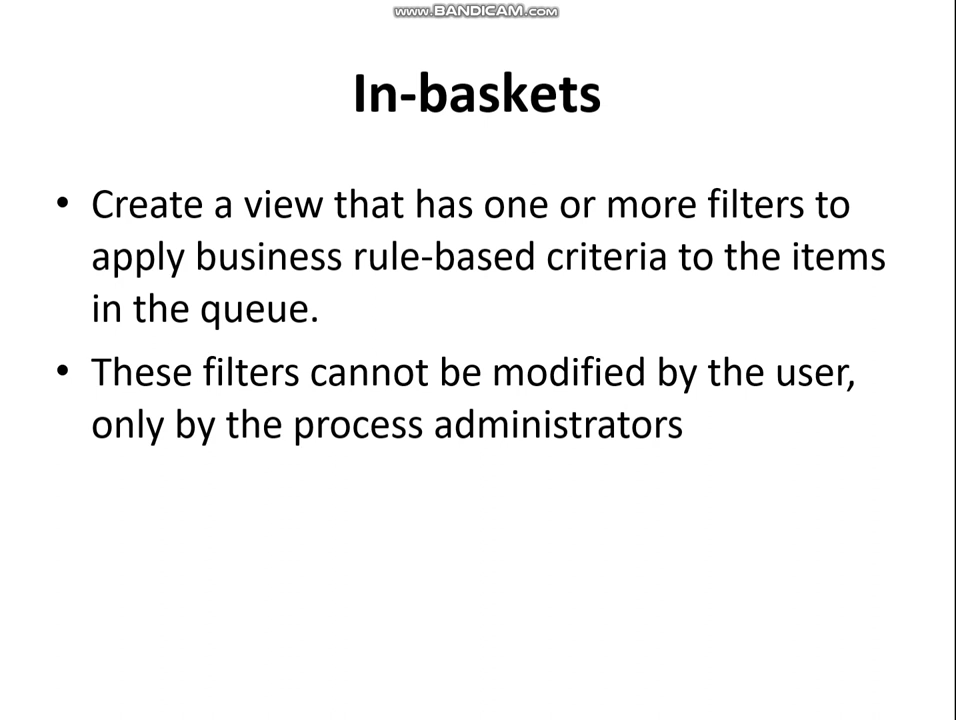 www.BANDICAM.com
In-baskets
• Create a view that has one or more filters to
apply business rule-based criteria to the items
in the queue.
• These filters cannot be modified by the user,
only by the process administrators